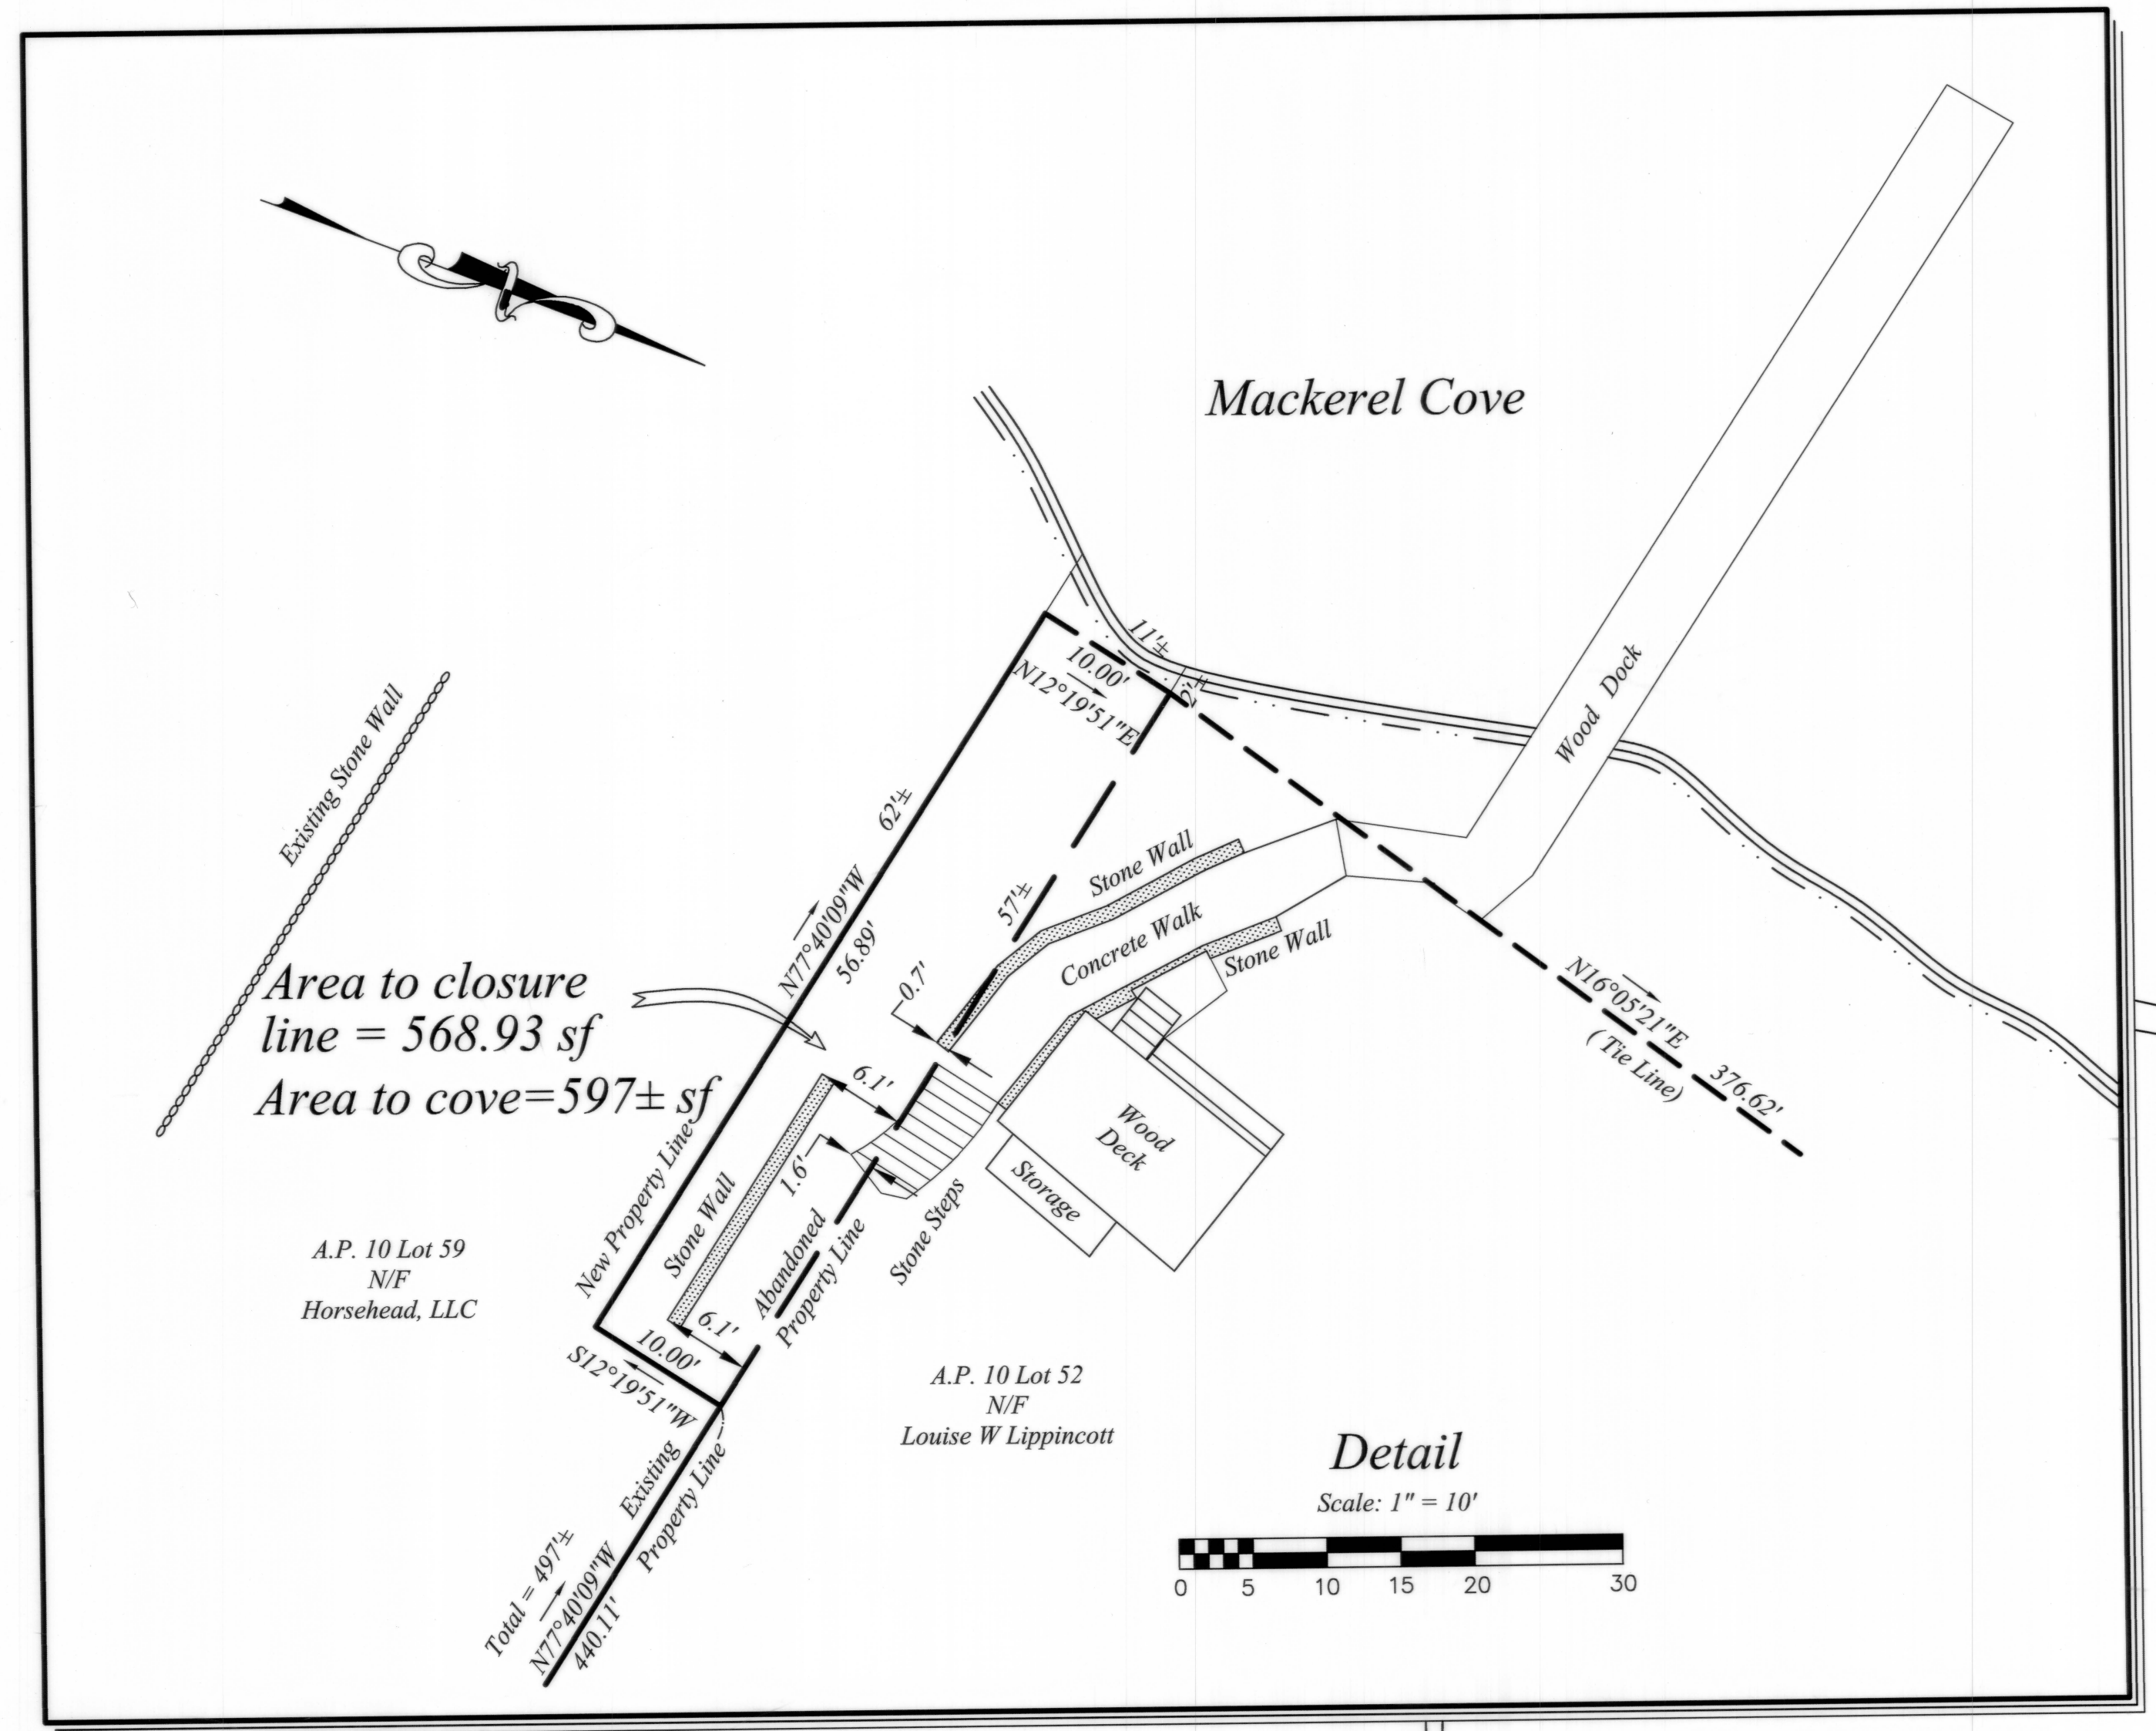 Mackerel Cove
Wood Dock
11'±
10.00'
N12°19'51"E
2'±
Existing Stone Wall
62'±
N77°40'09"W
56.89'
57'±
Stone Wall
Concrete Walk
Stone Wall
0.7'
Area to closure
line = 568.93 sf
Area to cove=597± sf
N16°05'21"E
376.62'
( Tie Line)
6.1'
1.6'
Wood
Deck
Storage
Stone Steps
New Property Line
Stone Wall
Abandoned
Property Line
6.1'
10.00'
S12°19'51"W
A.P. 10 Lot 59
N/F
Horsehead, LLC
A.P. 10 Lot 52
N/F
Louise W Lippincott
Existing
Property Line
Total = 497'±
N77°40'09"W
440.11'
Detail
Scale: 1" = 10'
0 5 10 15 20 30